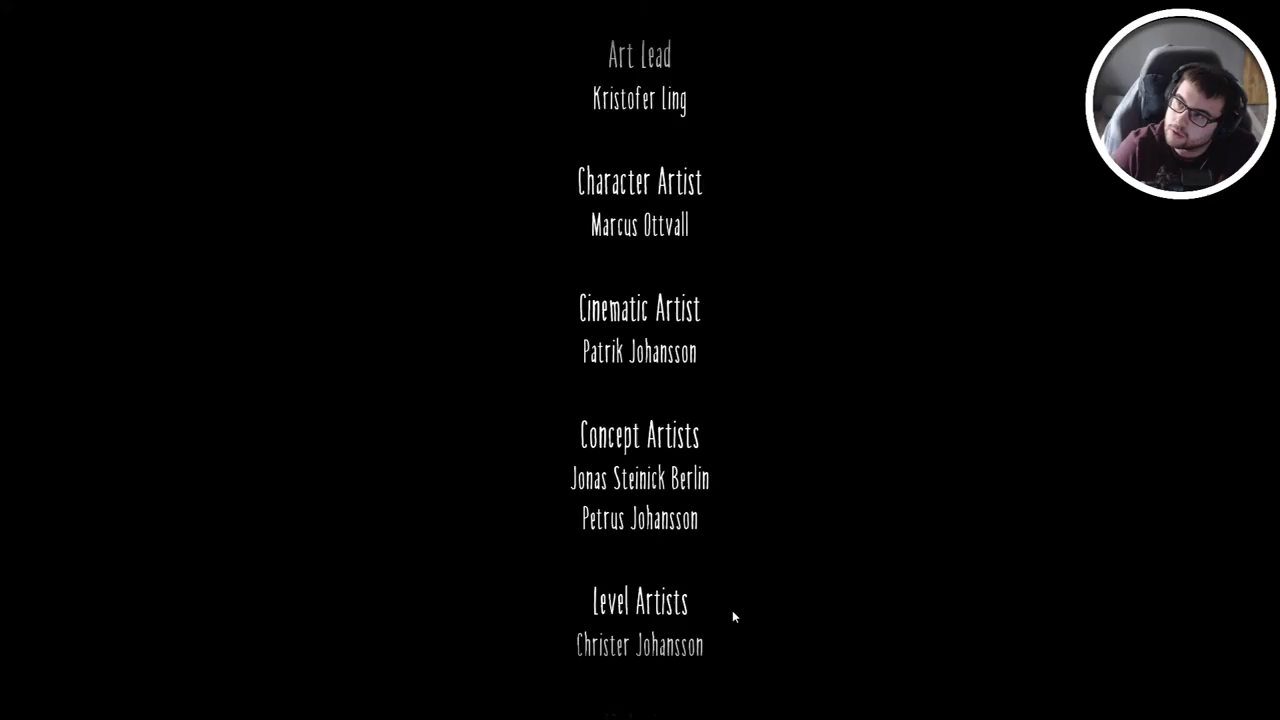 Art Lead
Kristofer Ling
Character Artist
Marcus Ottvall
Cinematic Artist
Patrik Johansson
Concept Artists
Jonas Steinick Berlin
Petrus Johansson
Level Artists
Christer Johansson